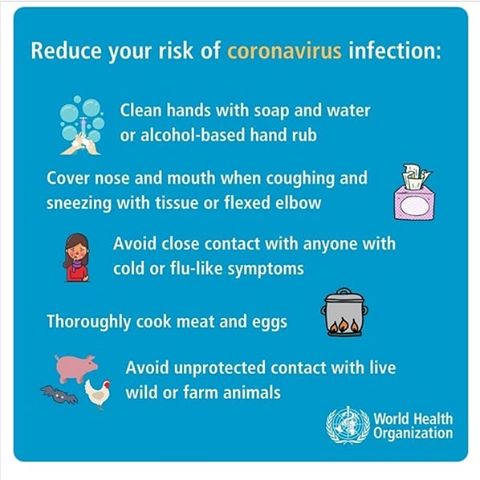 Reduce your risk of coronavirus infection:
Clean hands with soap and water
or alcohol-based hand rub
Cover nose and mouth when coughing and
sneezing with tissue or flexed elbow
Avoid close contact with anyone with
cold or flu-like symptoms
Thoroughly cook meat and eggs
Avoid unprotected contact with live
wild or farm animals
World Health
Organization